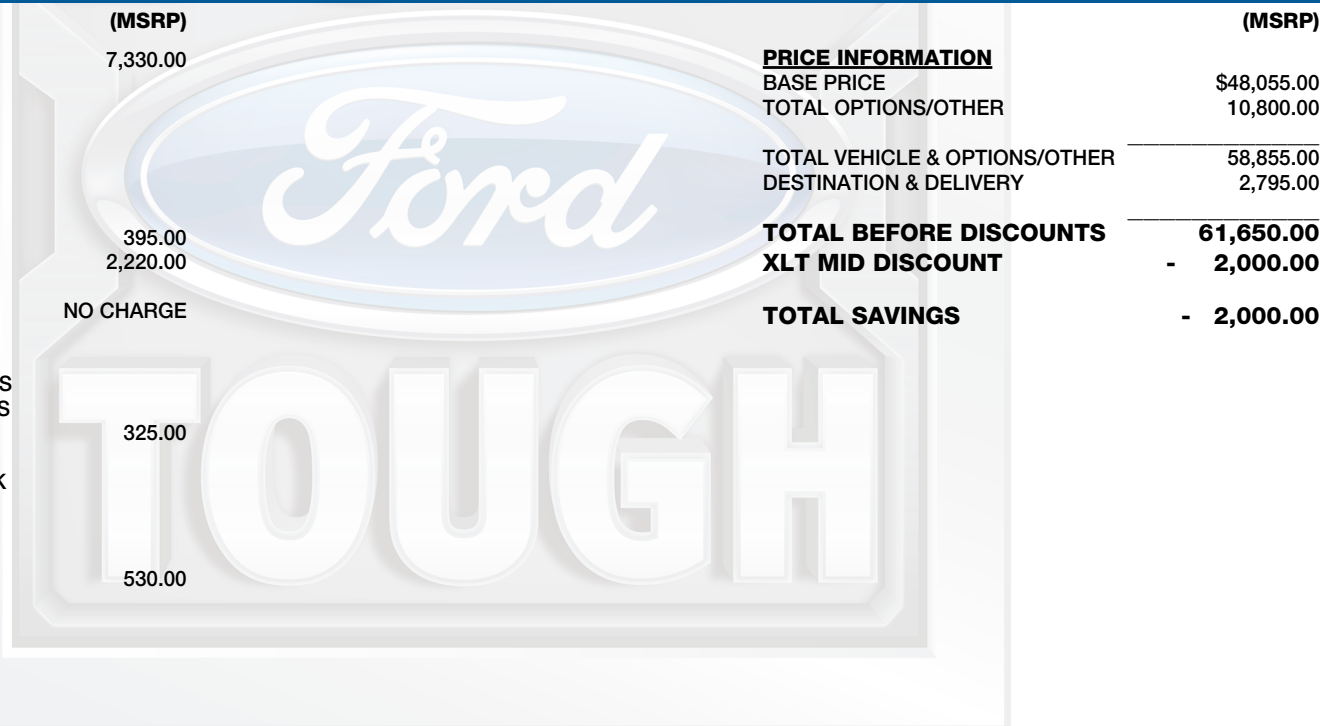 (MSRP)
7,330.00
395.00
2,220.00
NO CHARGE
S
S
325.00
K
530.00
Ford
TOUGH
(MSRP)
PRICE INFORMATION
BASE PRICE $48,055.00
TOTAL OPTIONS/OTHER 10,800.00
TOTAL VEHICLE & OPTIONS/OTHER 58,855.00
DESTINATION & DELIVERY 2,795.00
TOTAL BEFORE DISCOUNTS 61,650.00
XLT MID DISCOUNT - 2,000.00
TOTAL SAVINGS - 2,000.00